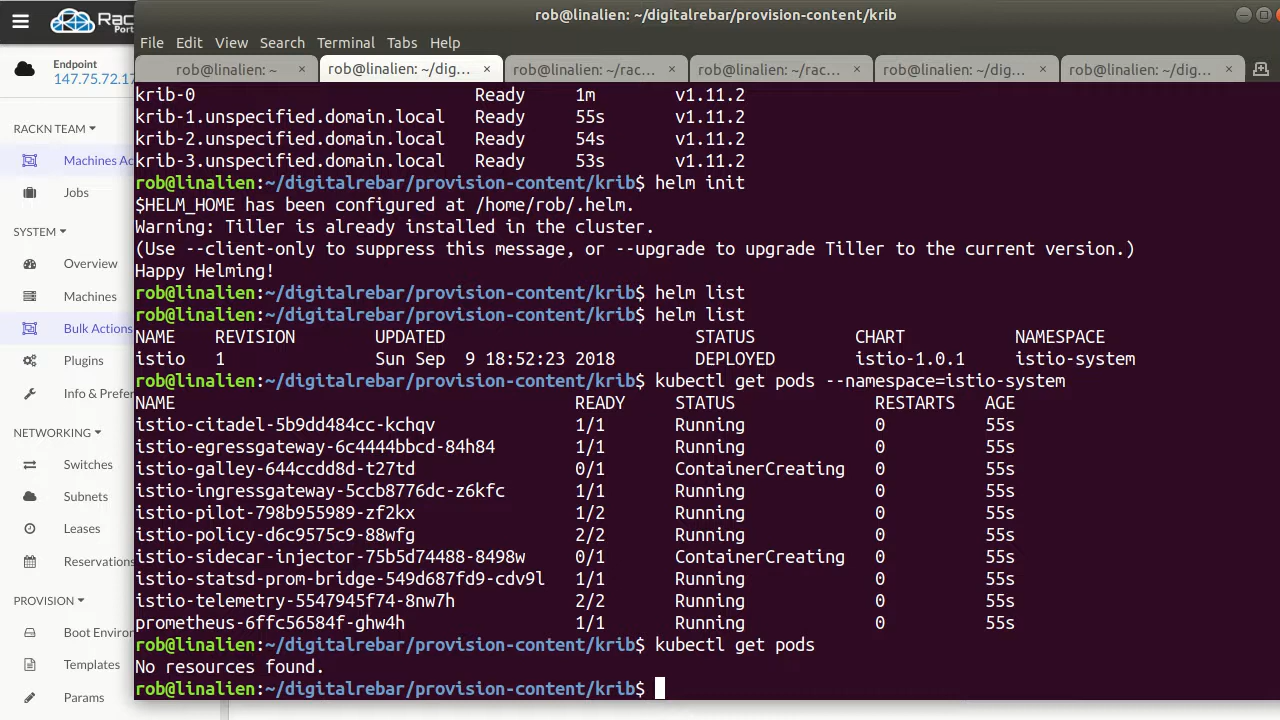 rob@linalien: ~/digitalrebar/provision-content/krib
File Edit View Search Terminal Tabs Help
rob@linalien: ~ × rob@linalien: ~/dig... × rob@linalien: ~/rac... × rob@linalien: ~/rac... × rob@linalien: ~/dig... × rob@linalien: ~/dig... ×
krib-0 Ready 1m v1.11.2
krib-1.unspecified.domain.local Ready 55s v1.11.2
krib-2.unspecified.domain.local Ready 54s v1.11.2
krib-3.unspecified.domain.local Ready 53s v1.11.2
rob@linalien:~/digitalrebar/provision-content/krib$ helm init
$HELM_HOME has been configured at /home/rob/.helm.
Warning: Tiller is already installed in the cluster.
(Use --client-only to suppress this message, or --upgrade to upgrade Tiller to the current version.)
Happy Helming!
rob@linalien:~/digitalrebar/provision-content/krib$ helm list
rob@linalien:~/digitalrebar/provision-content/krib$ helm list
NAME REVISION UPDATED STATUS CHART NAMESPACE
istio 1 Sun Sep 9 18:52:23 2018 DEPLOYED istio-1.0.1 istio-system
rob@linalien:~/digitalrebar/provision-content/krib$ kubectl get pods --namespace=istio-system
NAME READY STATUS RESTARTS AGE
istio-citadel-5b9dd484cc-kchqv 1/1 Running 0 55s
istio-egressgateway-6c4444bbcd-84h84 1/1 Running 0 55s
istio-galley-644ccdd8d-t27td 0/1 ContainerCreating 0 55s
istio-ingressgateway-5ccb8776dc-z6kfc 1/1 Running 0 55s
istio-pilot-798b955989-zf2kx 1/2 Running 0 55s
istio-policy-d6c9575c9-88wfg 2/2 Running 0 55s
istio-sidecar-injector-75b5d74488-8498w 0/1 ContainerCreating 0 55s
istio-statsd-prom-bridge-549d687fd9-cdv9l 1/1 Running 0 55s
istio-telemetry-5547945f74-8nw7h 2/2 Running 0 55s
prometheus-6ffc56584f-ghw4h 1/1 Running 0 55s
rob@linalien:~/digitalrebar/provision-content/krib$ kubectl get pods
No resources found.
rob@linalien:~/digitalrebar/provision-content/krib$
Rac
Port
Endpoint
147.75.72.17
RACKN TEAM
Machines Ac
Jobs
SYSTEM
Overview
Machines
Bulk Actions
Plugins
Info & Prefer
NETWORKING
Switches
Subnets
Leases
Reservations
PROVISION
Boot Enviror
Templates
Params